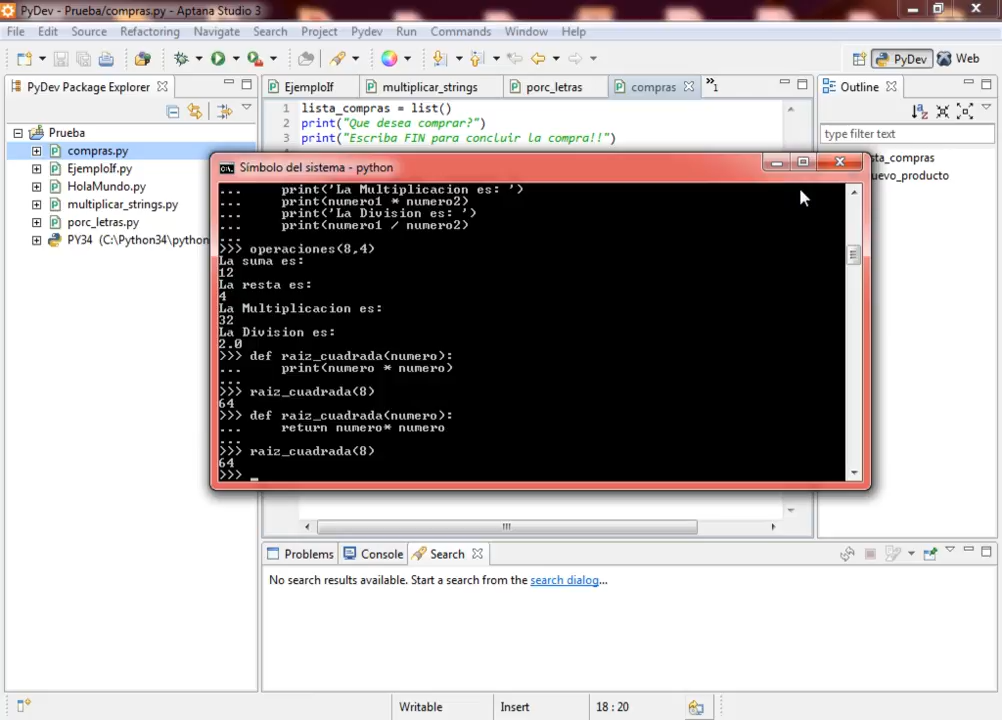 PyDev - Prueba/compras.py - Aptana Studio 3
File Edit Source Refactoring Navigate Search Project Pydev Run Commands Window Help
PyDev Web
PyDev Package Explorer
EjemploIf multiplicar_strings porc_letras compras »1
Outline
1 lista_compras = list()
2 print("Que desea comprar?")
3 print("Escriba FIN para concluir la compra!!")
type filter text
Prueba
compras.py
EjemploIf.py
HolaMundo.py
multiplicar_strings.py
porc_letras.py
PY34 (C:\Python34\python
sta_compras
uevo_producto
C:\.
Símbolo del sistema - python
... print('La Multiplicacion es: ')
... print(numero1 * numero2)
... print('La Division es: ')
... print(numero1 / numero2)
...
>>> operaciones(8,4)
La suma es:
12
La resta es:
4
La Multiplicacion es:
32
La Division es:
2.0
>>> def raiz_cuadrada(numero):
... print(numero * numero)
...
>>> raiz_cuadrada(8)
64
>>> def raiz_cuadrada(numero):
... return numero* numero
...
>>> raiz_cuadrada(8)
64
>>> _
Problems Console Search
No search results available. Start a search from the search dialog...
Writable Insert 18 : 20